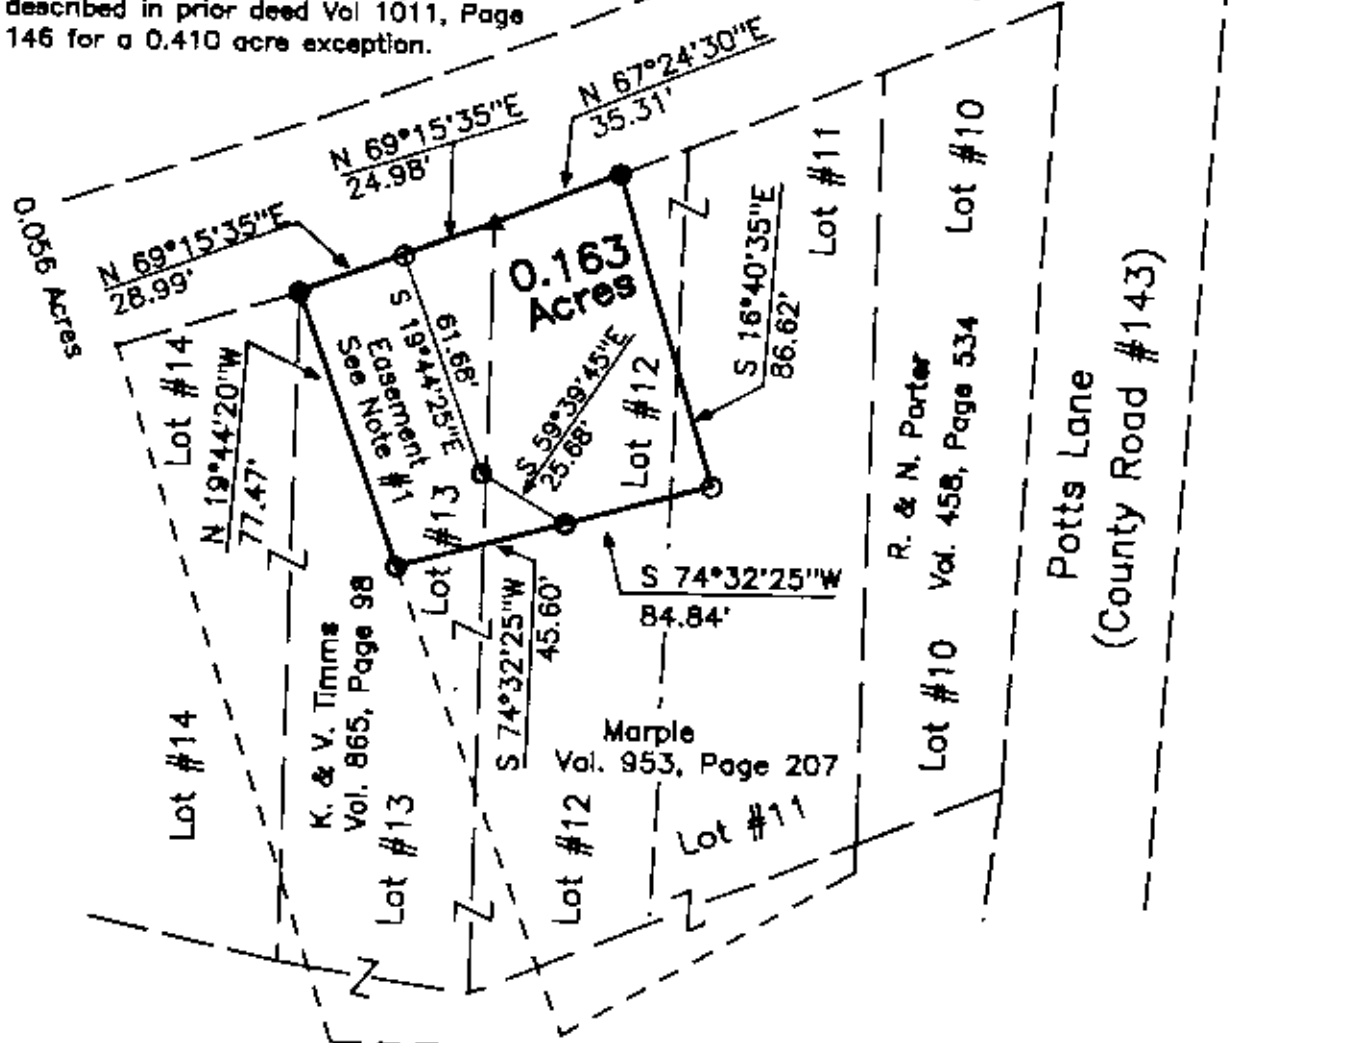 described in prior deed Vol 1011, Page
146 for a 0.410 acre exception.
N 67°24'30"E
35.31'
N 69°15'35"E
24.98'
N 69°15'35"E
28.99'
0.056 Acres
0.163
Acres
Lot #11
Lot #10
S 16°40'35"E
86.62'
Lot #14
N 19°44'20"W
77.47'
61.68'
S 19°44'25"E
Easement
See Note #1
S 59°39'45"E
25.68'
Lot #12
Lot #13
S 74°32'25"W
45.60'
S 74°32'25"W
84.84'
R. & N. Porter
Vol. 458, Page 534
Potts Lane
(County Road #143)
K. & V. Timms
Vol. 865, Page 98
Marple
Vol. 953, Page 207
Lot #14
Lot #13
Lot #12
Lot #11
Lot #10